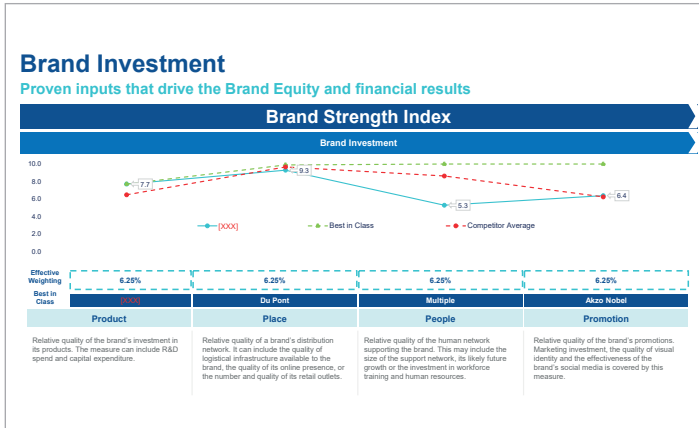 Brand Investment
Proven inputs that drive the Brand Equity and financial results
Brand Strength Index
Brand Investment
10.0
8.0
6.0
4.0
2.0
0.0
7.7
9.3
5.3
6.4
[XXX]
Best in Class
Competitor Average
Effective
Weighting
6.25%
6.25%
6.25%
6.25%
Best in
Class
[XXX]
Du Pont
Multiple
Akzo Nobel
Product
Place
People
Promotion
Relative quality of the brand's investment in
its products. The measure can include R&D
spend and capital expenditure.
Relative quality of a brand's distribution
network. It can include the quality of
logistical infrastructure available to the
brand, the quality of its online presence, or
the number and quality of its retail outlets.
Relative quality of the human network
supporting the brand. This may include the
size of the support network, its likely future
growth or the investment in workforce
training and human resources.
Relative quality of the brand's promotions.
Marketing investment, the quality of visual
identity and the effectiveness of the
brand's social media is covered by this
measure.